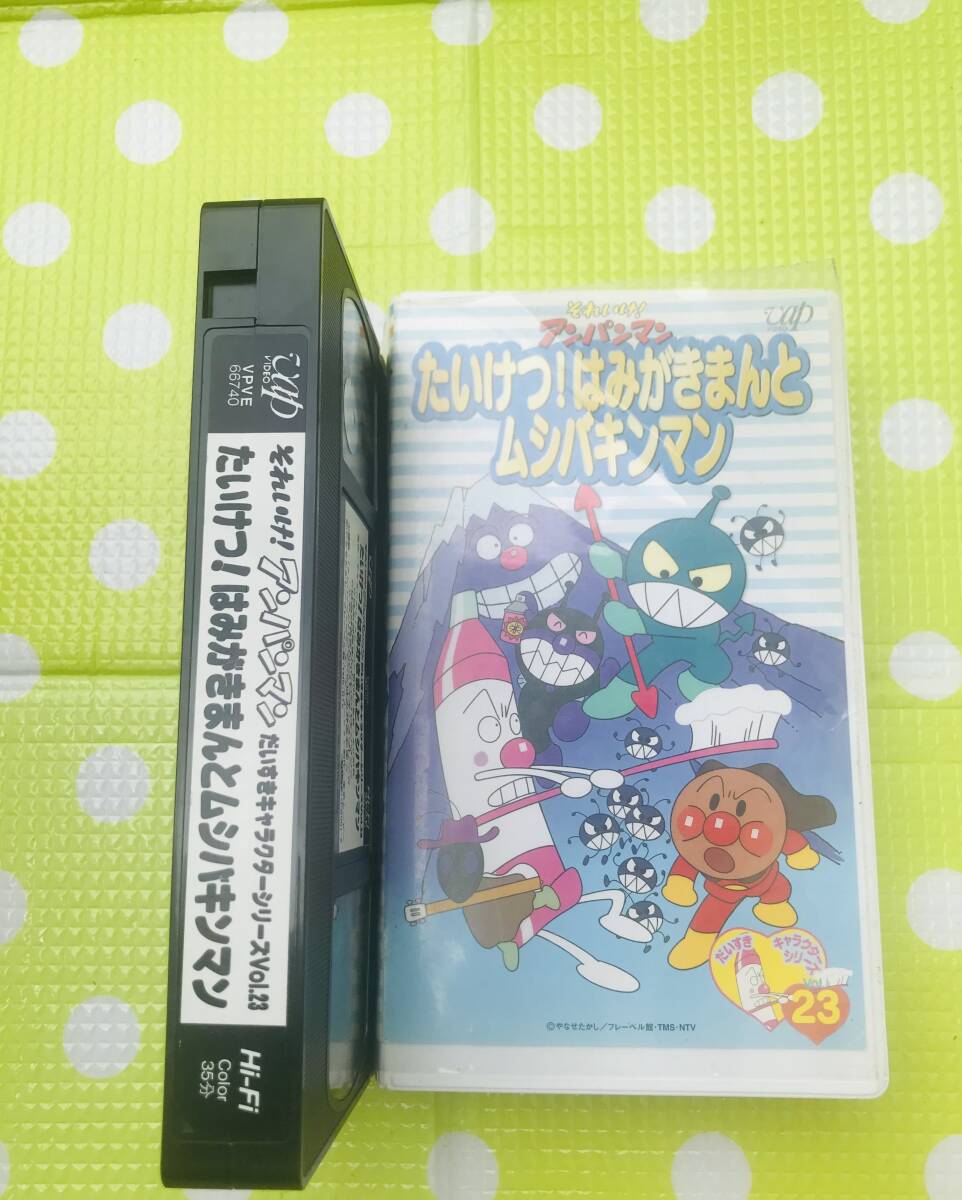 vap
VIDEO
VPVE
66740
それいけ!アンパンマン だいすきキャラクターシリーズVol.23
たいけつ!はみがきまんとムシバキンマン
Hi-Fi
Color
35分
それいけ!
アンパンマン
vap
たいけつ!はみがきまんと
ムシバキンマン
だいすき
キャラクター
シリーズ
Vol.
23
©やなせたかし/フレーベル館・TMS・NTV